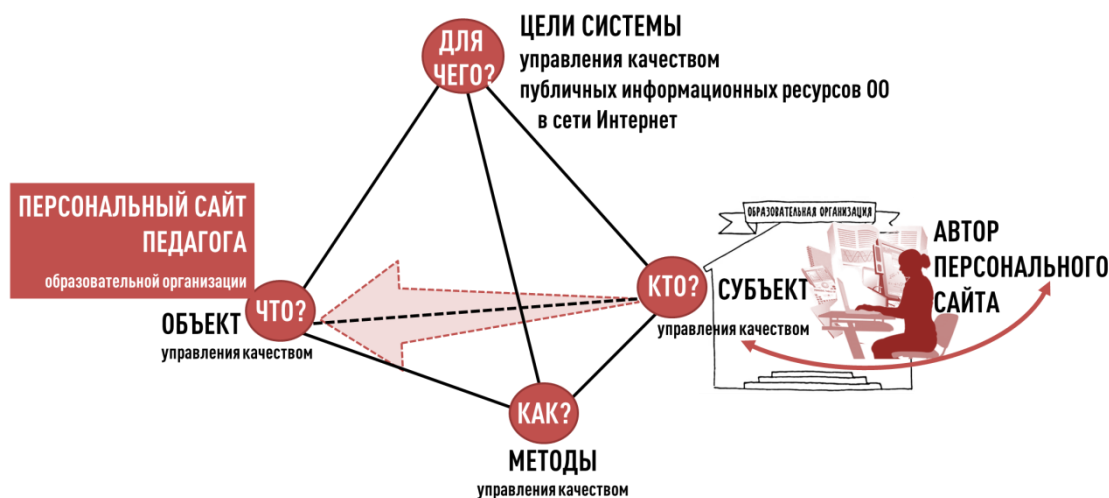 ДЛЯ
ЧЕГО?
ЦЕЛИ СИСТЕМЫ
управления качеством
публичных информационных ресурсов ОО
в сети Интернет
ПЕРСОНАЛЬНЫЙ САЙТ
ПЕДАГОГА
образовательной организации
ЧТО?
ОБЪЕКТ
управления качеством
КТО?
СУБЪЕКТ
управления качеством
ОБРАЗОВАТЕЛЬНАЯ ОРГАНИЗАЦИЯ
АВТОР
ПЕРСОНАЛЬНОГО
САЙТА
КАК?
МЕТОДЫ
управления качеством